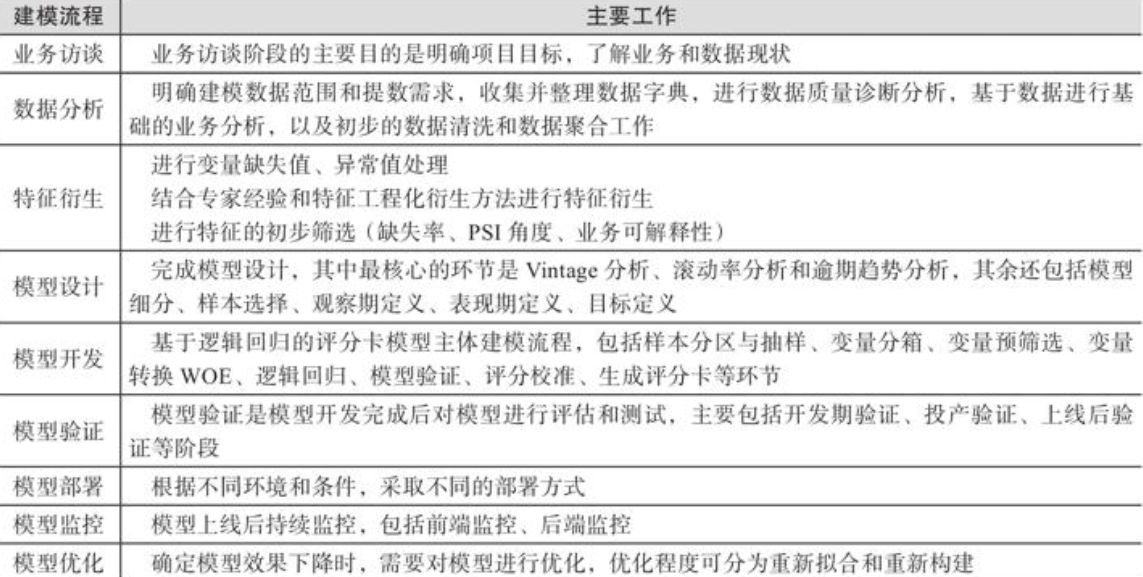 建模流程 主要工作
业务访谈 业务访谈阶段的主要目的是明确项目目标，了解业务和数据现状
数据分析 明确建模数据范围和提数需求，收集并整理数据字典，进行数据质量诊断分析，基于数据进行基
础的业务分析，以及初步的数据清洗和数据聚合工作
特征衍生 进行变量缺失值、异常值处理
结合专家经验和特征工程化衍生方法进行特征衍生
进行特征的初步筛选（缺失率、PSI 角度、业务可解释性）
模型设计 完成模型设计，其中最核心的环节是 Vintage 分析、滚动率分析和逾期趋势分析，其余还包括模型
细分、样本选择、观察期定义、表现期定义、目标定义
模型开发 基于逻辑回归的评分卡模型主体建模流程，包括样本分区与抽样、变量分箱、变量预筛选、变量
转换 WOE、逻辑回归、模型验证、评分校准、生成评分卡等环节
模型验证 模型验证是模型开发完成后对模型进行评估和测试，主要包括开发期验证、投产验证、上线后验
证等阶段
模型部署 根据不同环境和条件，采取不同的部署方式
模型监控 模型上线后持续监控，包括前端监控、后端监控
模型优化 确定模型效果下降时，需要对模型进行优化，优化程度可分为重新拟合和重新构建